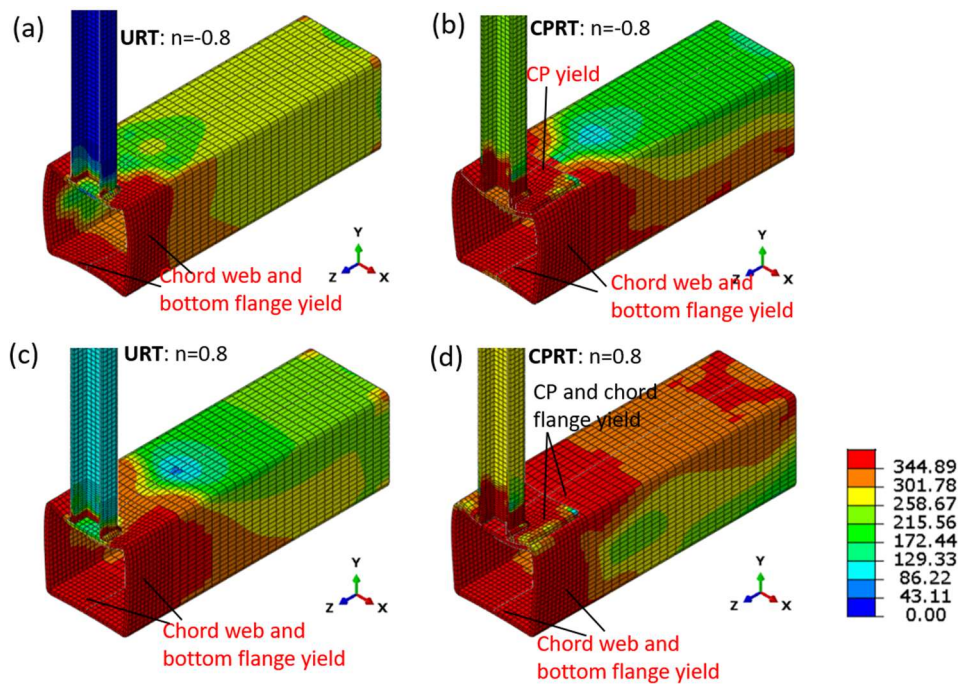 (a)
URT: n=-0.8
Chord web and
bottom flange yield
Y
Z
X
(b)
CPRT: n=-0.8
CP yield
Chord web and
bottom flange yield
Y
Z
X
(c)
URT: n=0.8
Chord web and
bottom flange yield
Y
Z
X
(d)
CPRT: n=0.8
CP and chord
flange yield
Chord web and
bottom flange yield
Y
Z
X
344.89
301.78
258.67
215.56
172.44
129.33
86.22
43.11
0.00